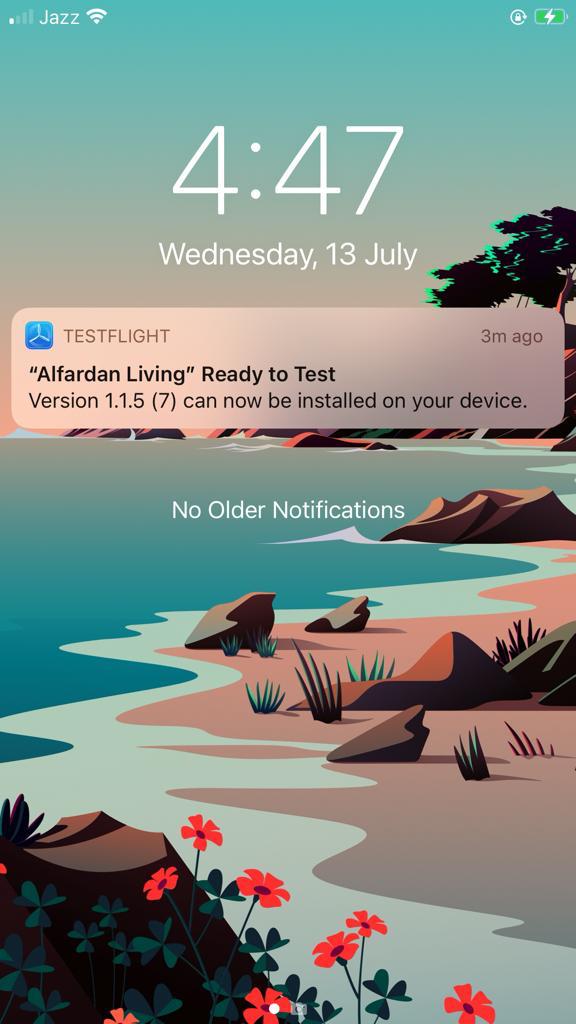 Jazz
4:47
Wednesday, 13 July
TESTFLIGHT 3m ago
“Alfardan Living” Ready to Test
Version 1.1.5 (7) can now be installed on your device.
No Older Notifications